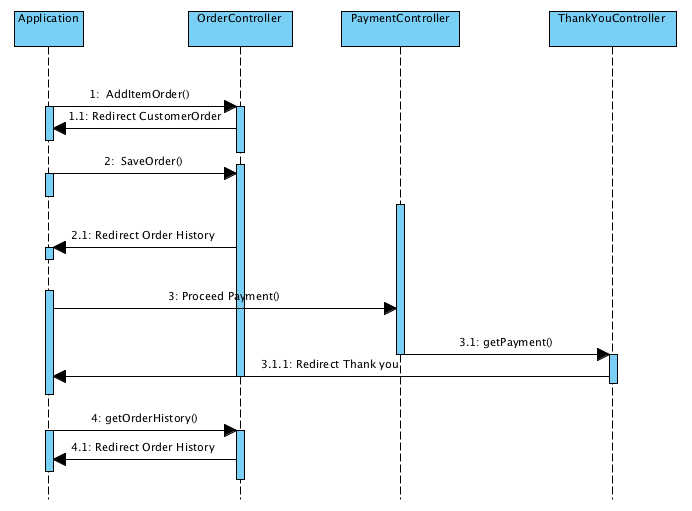 Application
OrderController
PaymentController
ThankYouController
1: AddItemOrder()
1.1: Redirect CustomerOrder
2: SaveOrder()
2.1: Redirect Order History
3: Proceed Payment()
3.1: getPayment()
3.1.1: Redirect Thank you
4: getOrderHistory()
4.1: Redirect Order History